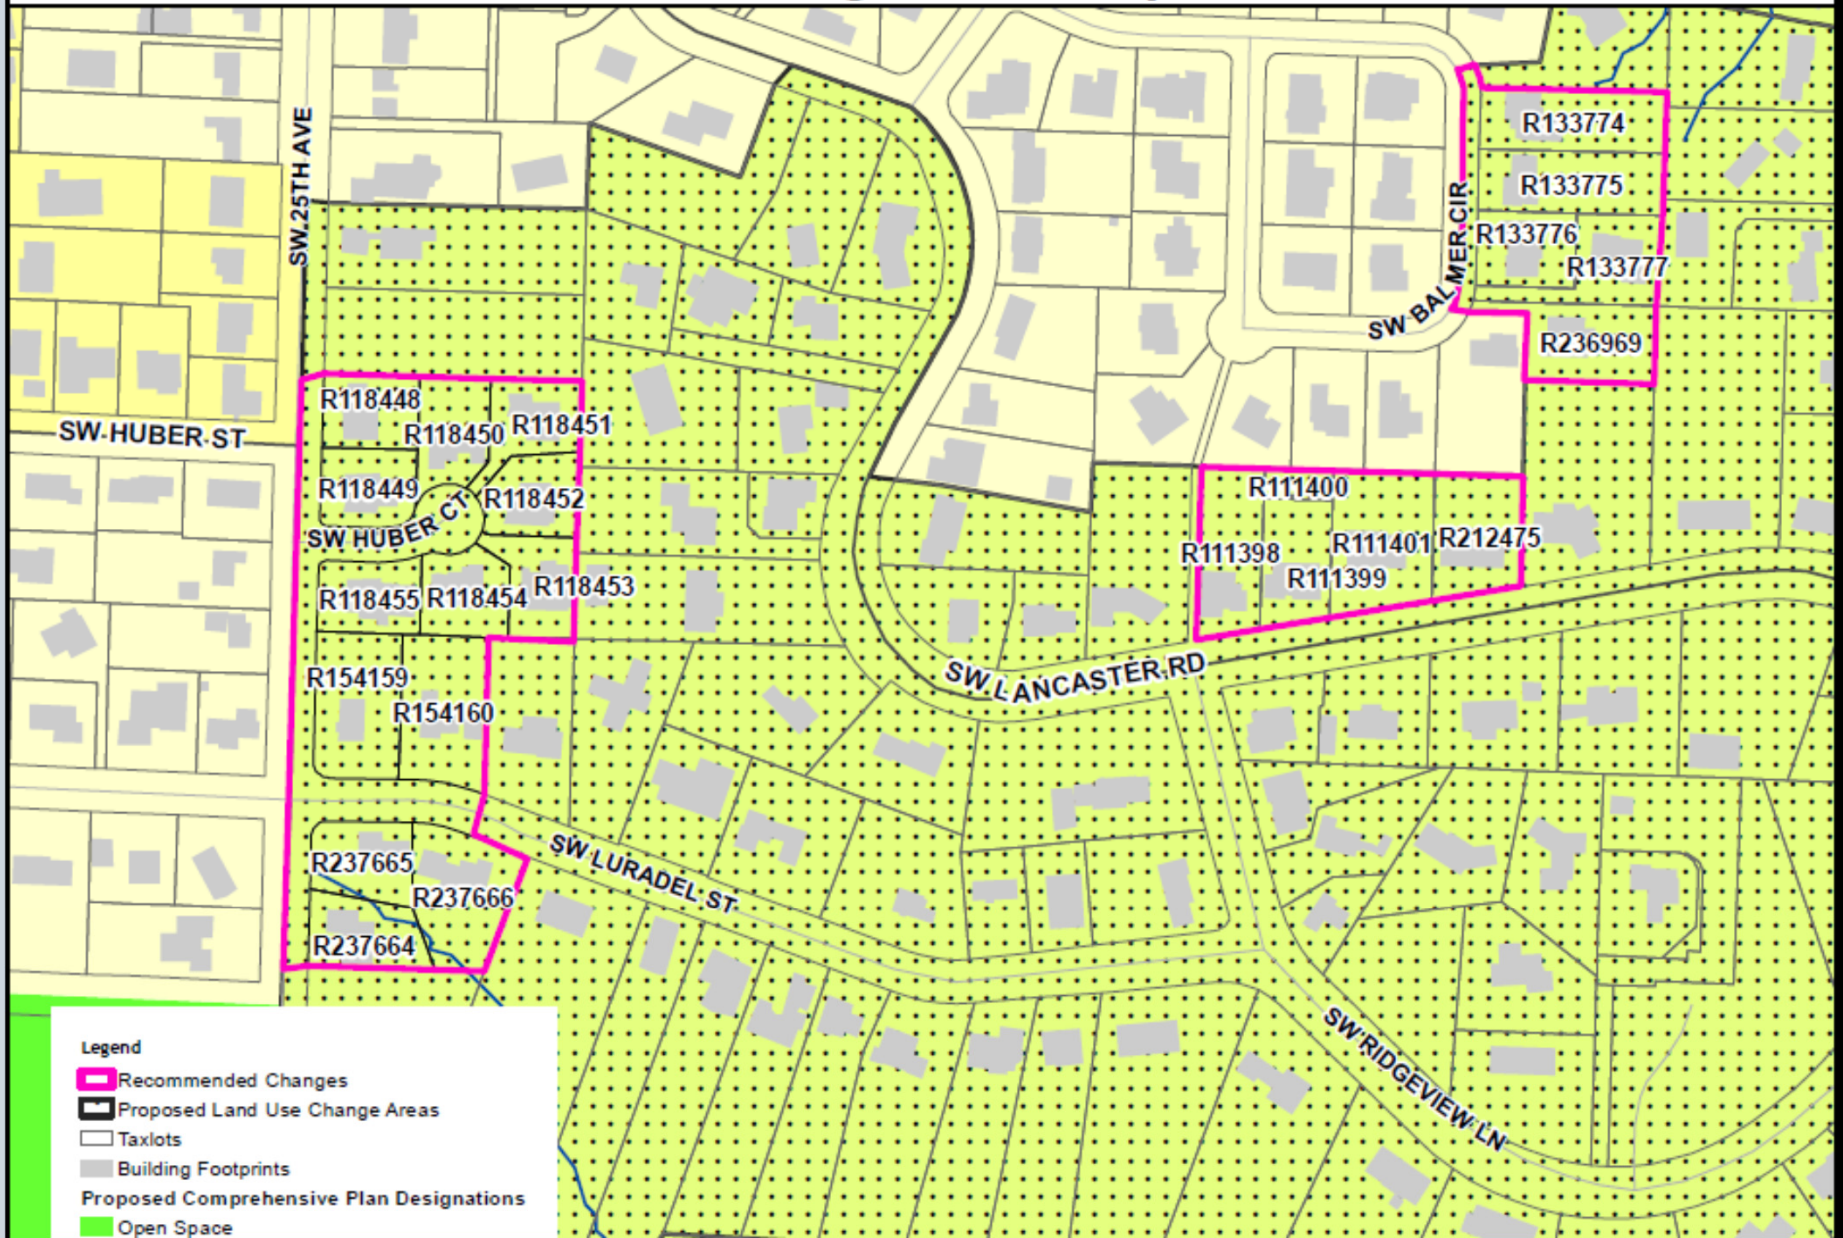 SW 25TH AVE
SW HUBER ST
R118448
R118450
R118451
R118449
R118452
SW HUBER CT
R118455
R118454
R118453
R154159
R154160
R237665
R237666
R237664
SW LURADEL ST
SW LANCASTER RD
SW RIDGEVIEW LN
R111400
R111398
R111401
R212475
R111399
SW BALMER CIR
R133774
R133775
R133776
R133777
R236969
Legend
Recommended Changes
Proposed Land Use Change Areas
Taxlots
Building Footprints
Proposed Comprehensive Plan Designations
Open Space